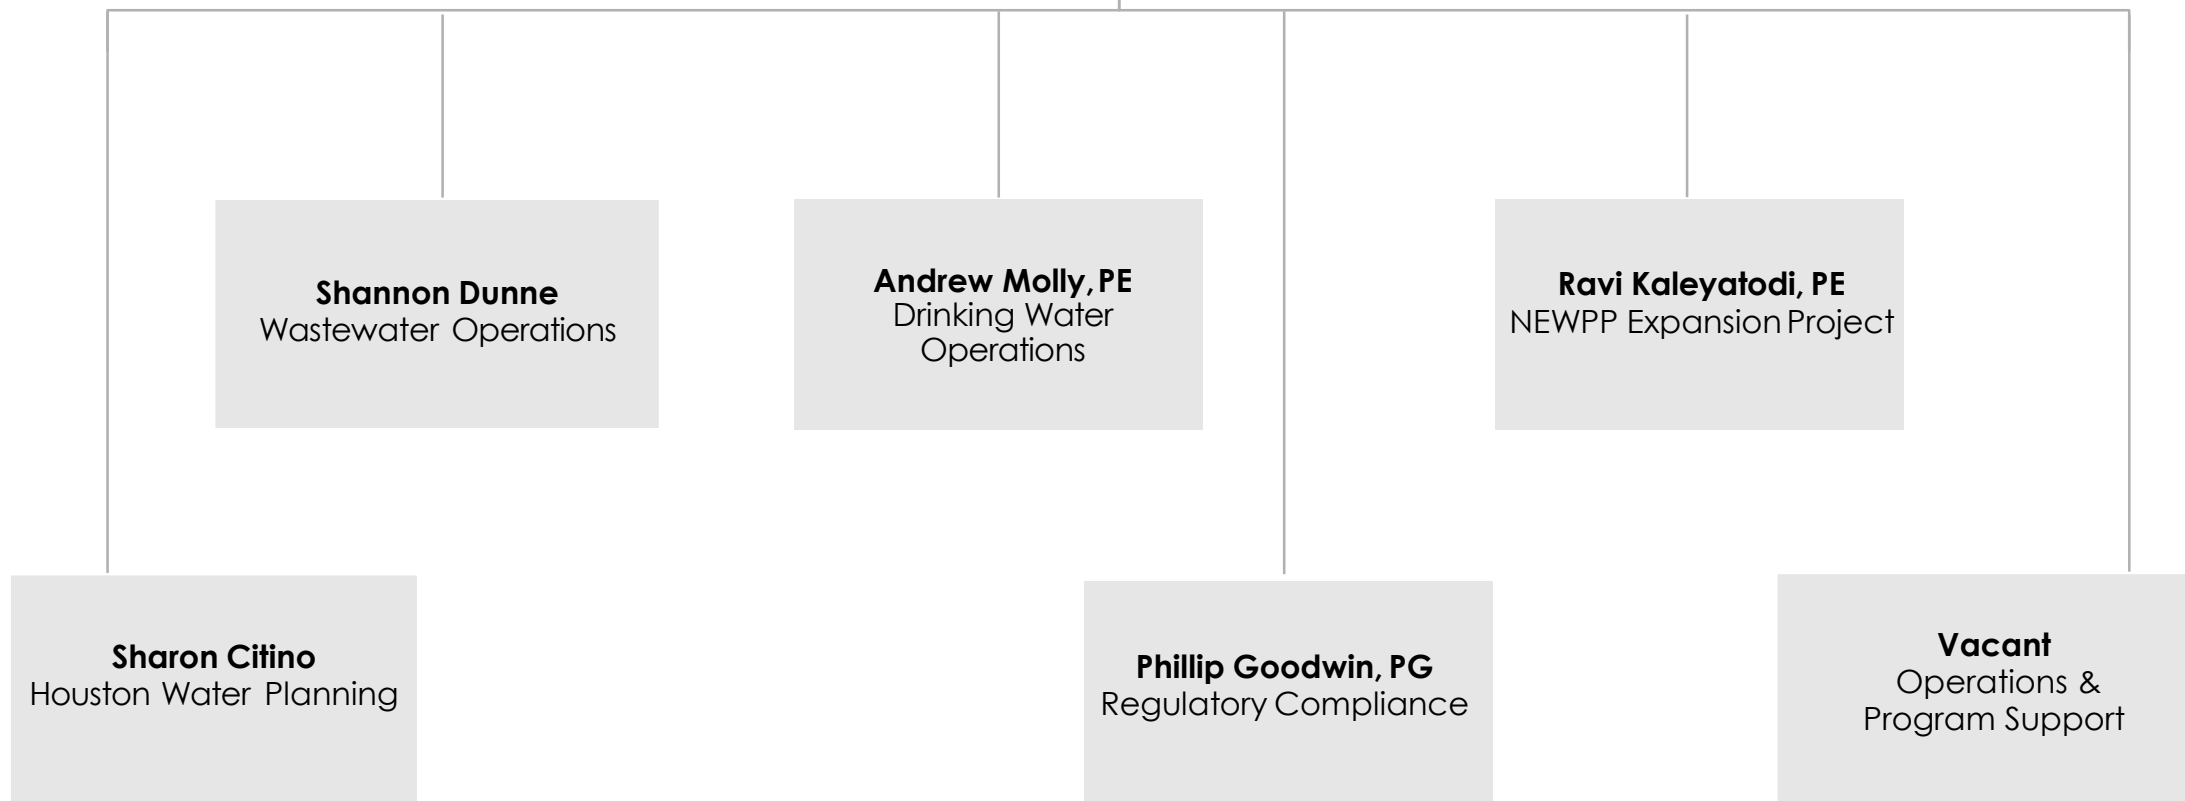 Shannon Dunne
Wastewater Operations
Andrew Molly, PE
Drinking Water
Operations
Ravi Kaleyatodi, PE
NEWPP Expansion Project
Sharon Citino
Houston Water Planning
Phillip Goodwin, PG
Regulatory Compliance
Vacant
Operations &
Program Support